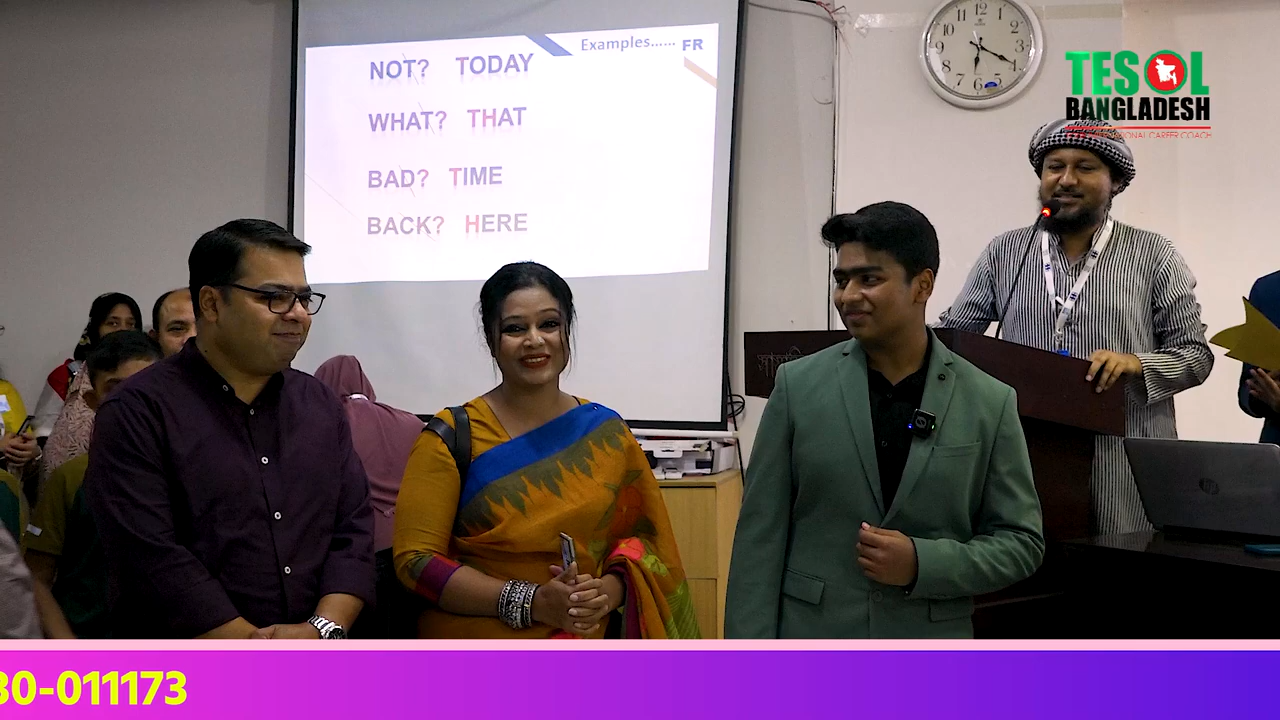 Examples...... FR
NOT? TODAY
WHAT? THAT
BAD? TIME
BACK? HERE
TESOL
BANGLADESH
30-011173